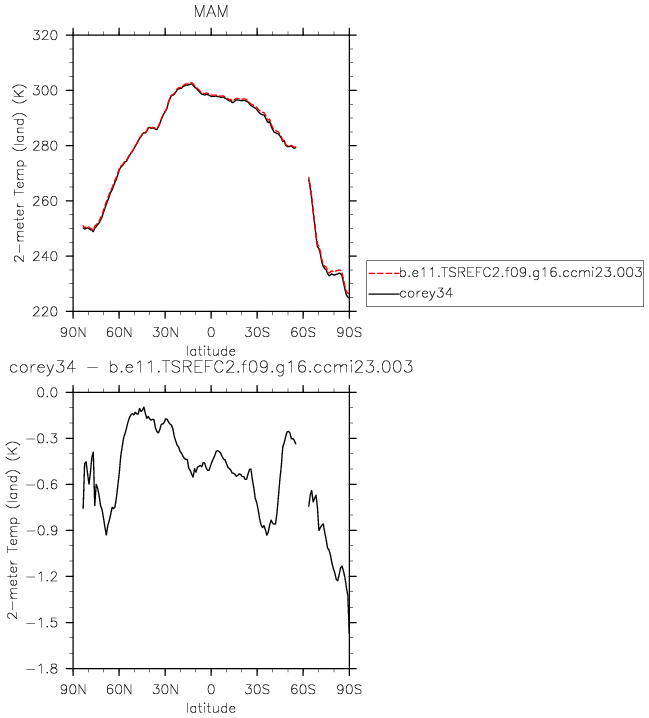 MAM
320
300
280
260
240
220
2-meter Temp (land) (K)
90N 60N 30N 0 30S 60S 90S
latitude
b.e11.TSREFC2.f09.g16.ccmi23.003
corey34
corey34 - b.e11.TSREFC2.f09.g16.ccmi23.003
0.0
-0.3
-0.6
-0.9
-1.2
-1.5
-1.8
2-meter Temp (land) (K)
90N 60N 30N 0 30S 60S 90S
latitude